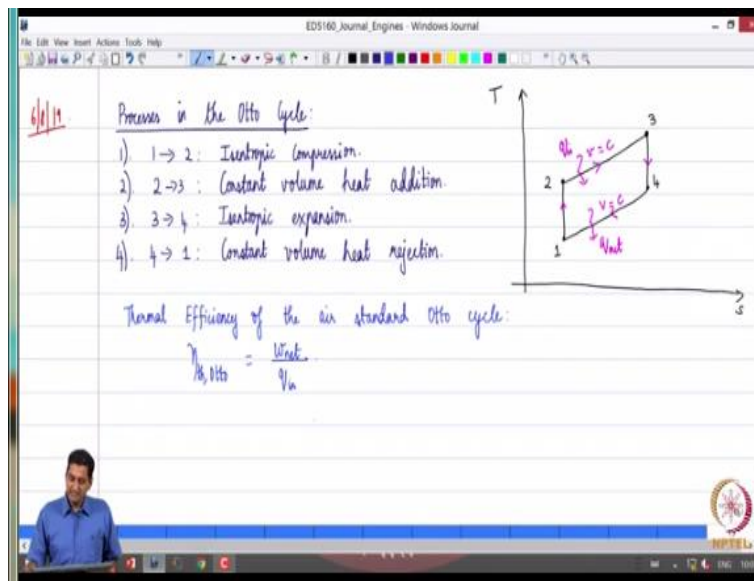 ED5160_Journal_Engines - Windows Journal
File Edit View Insert Actions Tools Help
6/8/19
Processes in the Otto Cycle:
1). 1→2: Isentropic Compression.
2). 2→3: Constant volume heat addition.
3). 3→4: Isentropic expansion.
4). 4→1: Constant volume heat rejection.
T
3
v=c
2
4
v=c
1
s
Thermal Efficiency of the air standard Otto cycle:
ηth,Otto = wnet/qin
NPTEL
ENG